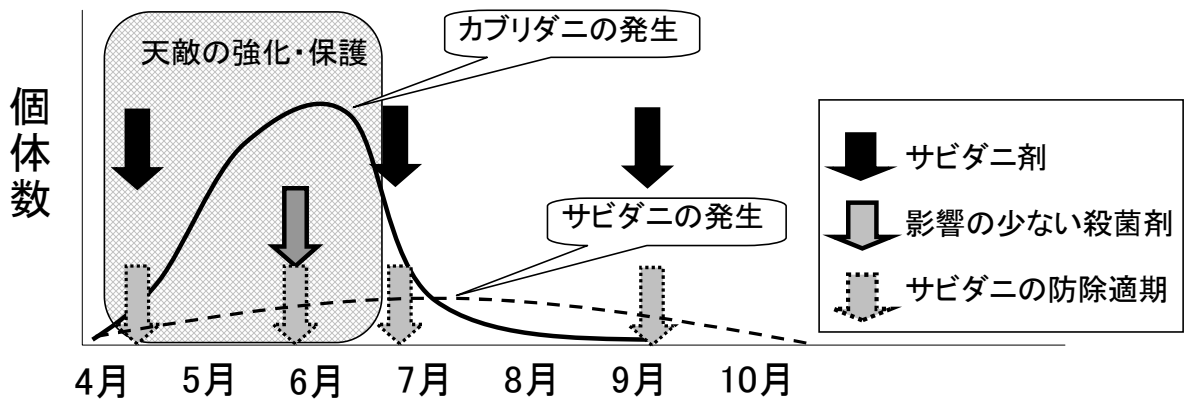 カブリダニの発生
天敵の強化・保護
個体数
サビダニの発生
サビダニ剤
影響の少ない殺菌剤
サビダニの防除適期
4月 5月 6月 7月 8月 9月 10月